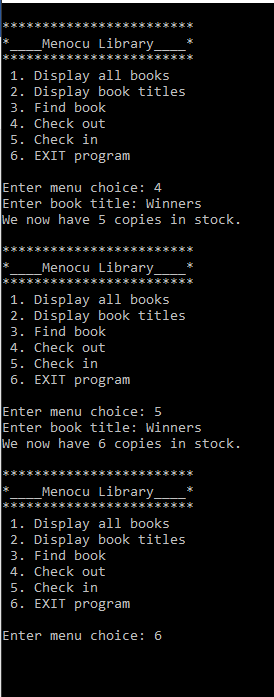 ************************
*____Menocu Library____*
************************
1. Display all books
2. Display book titles
3. Find book
4. Check out
5. Check in
6. EXIT program
Enter menu choice: 4
Enter book title: Winners
We now have 5 copies in stock.
************************
*____Menocu Library____*
************************
1. Display all books
2. Display book titles
3. Find book
4. Check out
5. Check in
6. EXIT program
Enter menu choice: 5
Enter book title: Winners
We now have 6 copies in stock.
************************
*____Menocu Library____*
************************
1. Display all books
2. Display book titles
3. Find book
4. Check out
5. Check in
6. EXIT program
Enter menu choice: 6